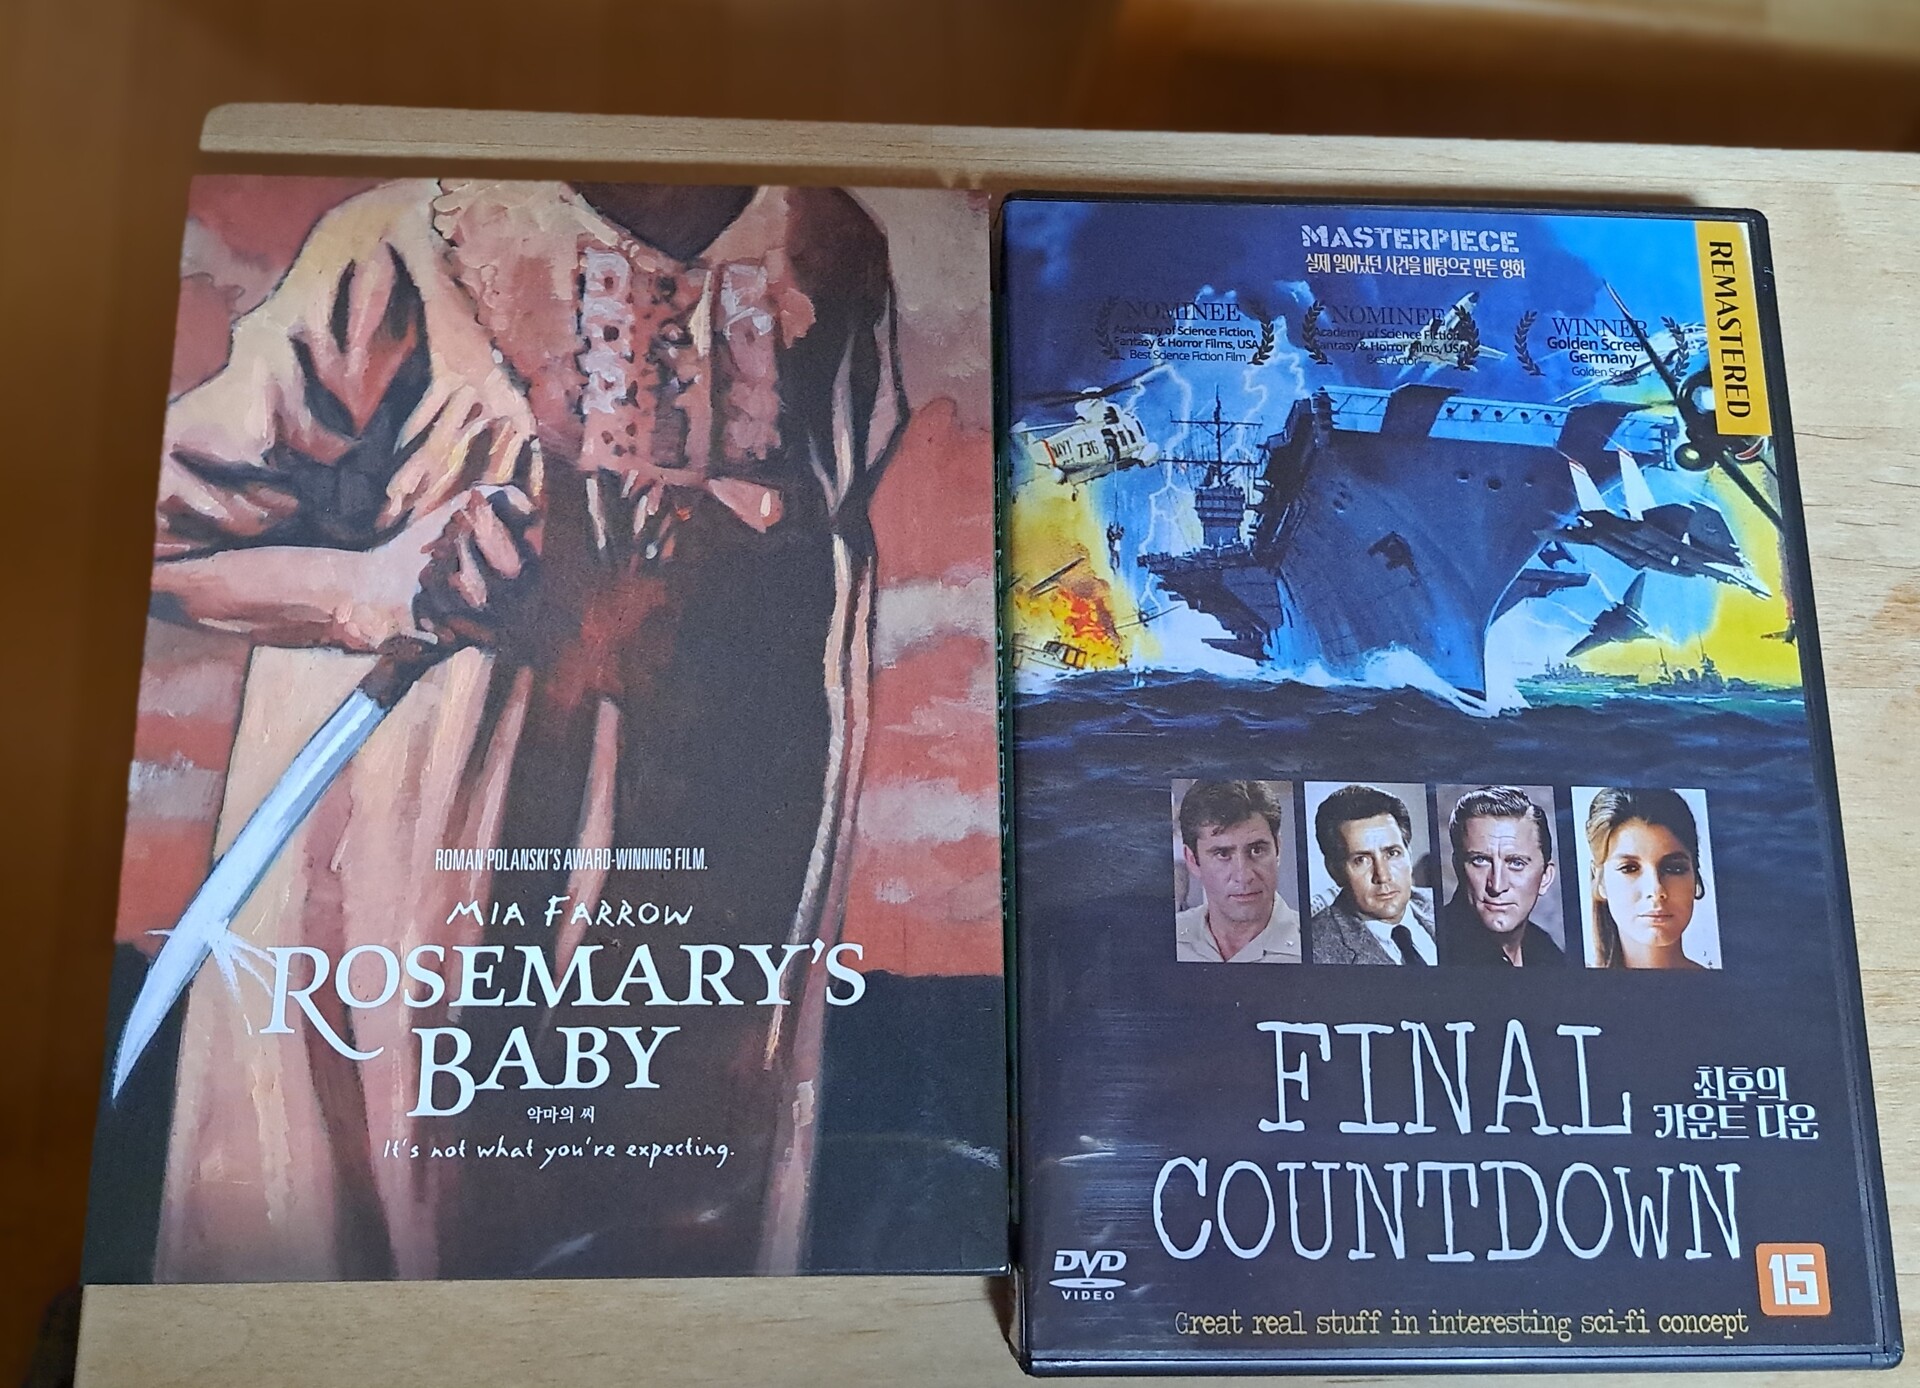 ROMAN POLANSKI'S AWARD-WINNING FILM.
MIA FARROW
ROSEMARY'S
BABY
악마의 씨
It's not what you're expecting.
MASTERPIECE
실제 일어났던 사건을 바탕으로 만든 영화
REMASTERED
NOMINEE
Academy of Science Fiction,
Fantasy & Horror Films, USA
Best Science Fiction Film
NOMINEE
Academy of Science Fiction,
Fantasy & Horror Films, USA
Best Actor
WINNER
Golden Screen
Germany
Golden Screen
736
FINAL
최후의
카운트 다운
COUNTDOWN
DVD
VIDEO
15
Great real stuff in interesting sci-fi concept